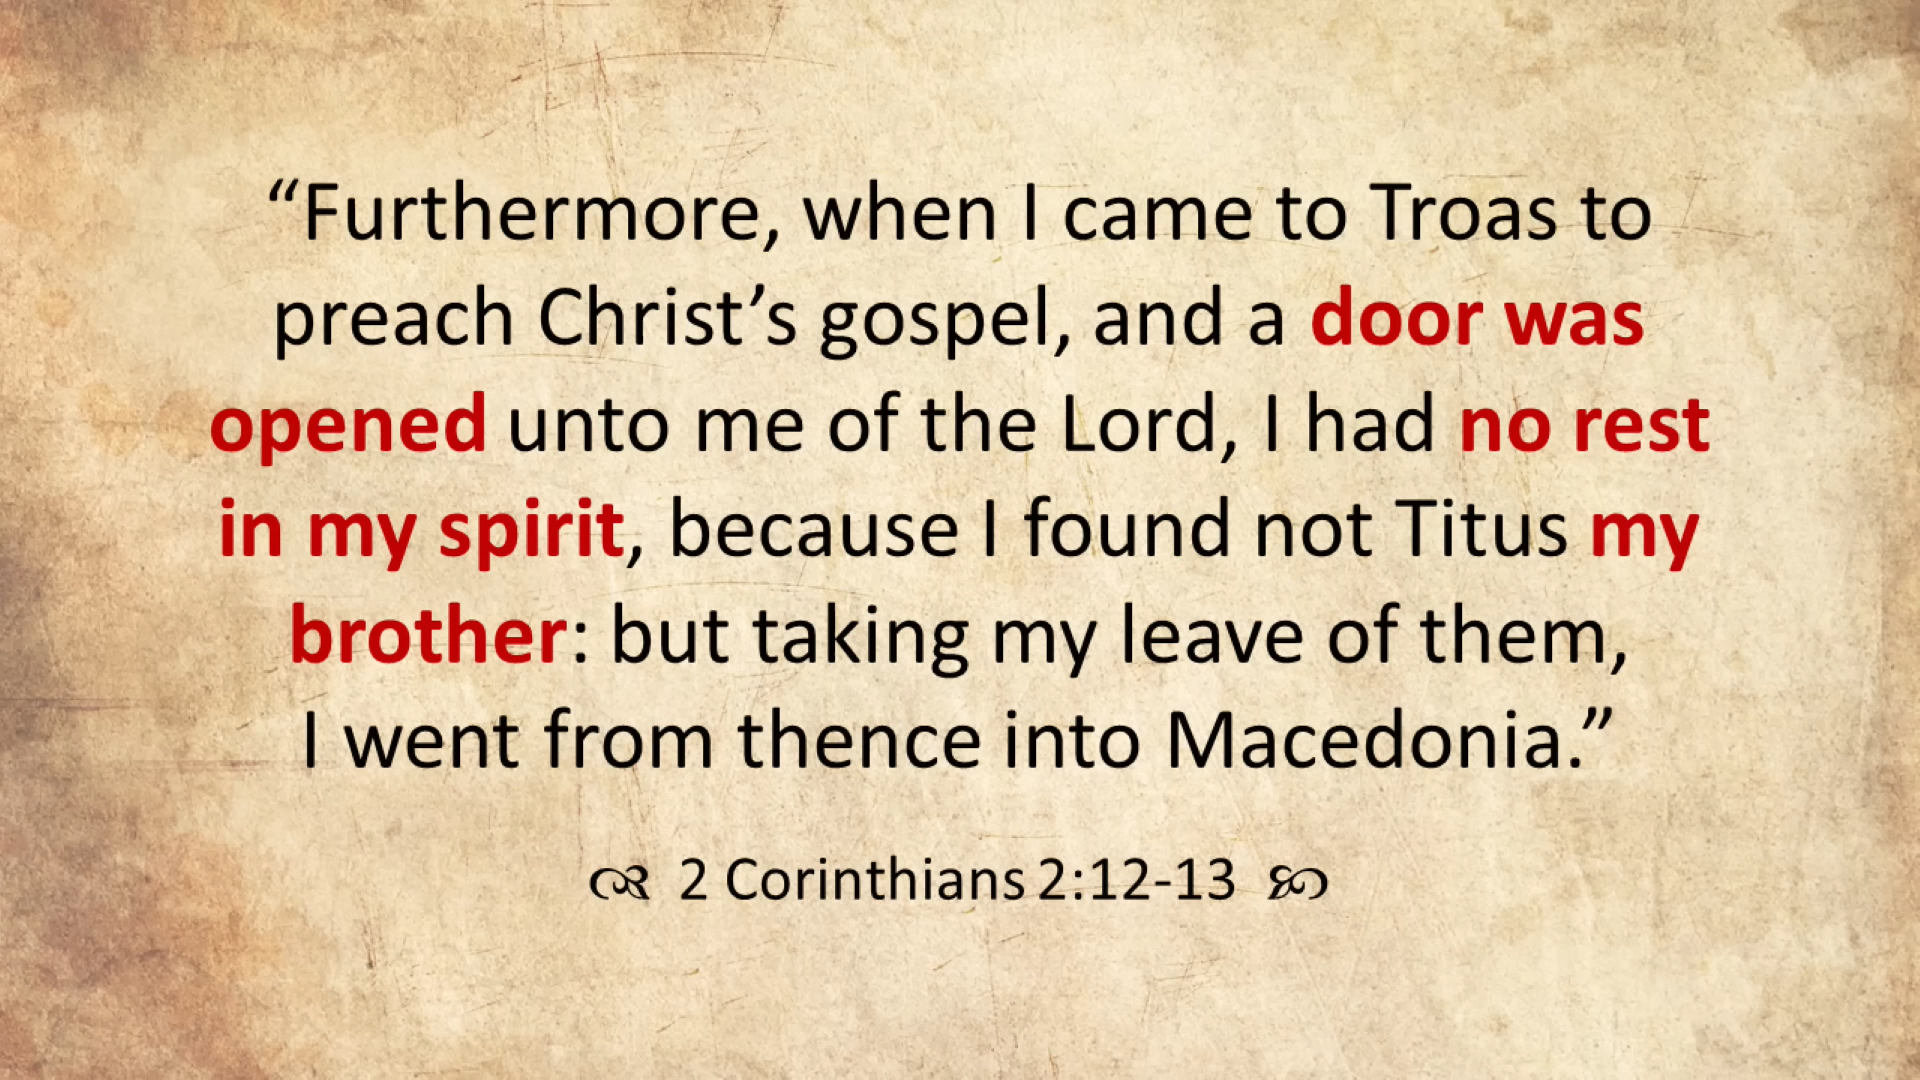 “Furthermore, when I came to Troas to
preach Christ’s gospel, and a door was
opened unto me of the Lord, I had no rest
in my spirit, because I found not Titus my
brother: but taking my leave of them,
I went from thence into Macedonia.”
2 Corinthians 2:12-13